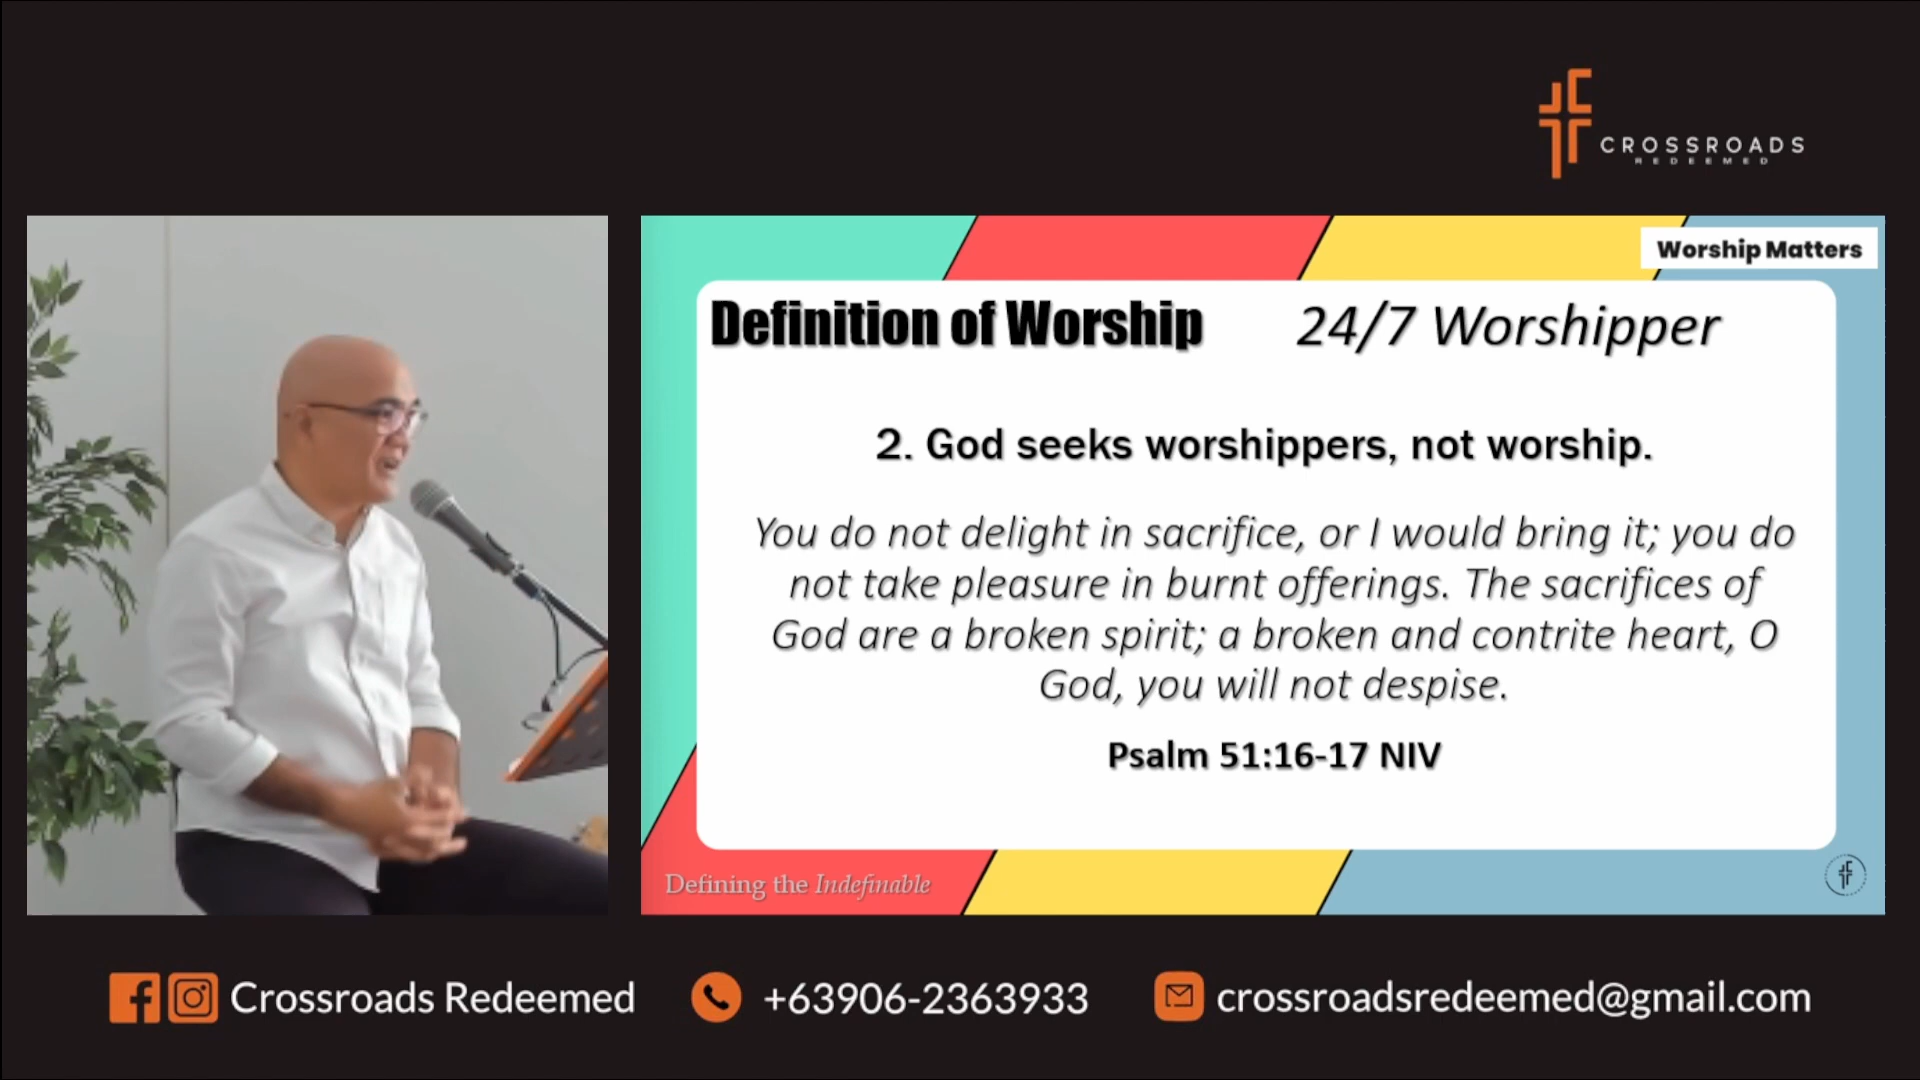 CROSSROADS
REDEEMED
Worship Matters
Definition of Worship 24/7 Worshipper
2. God seeks worshippers, not worship.
You do not delight in sacrifice, or I would bring it; you do
not take pleasure in burnt offerings. The sacrifices of
God are a broken spirit; a broken and contrite heart, O
God, you will not despise.
Psalm 51:16-17 NIV
Defining the Indefinable
Crossroads Redeemed +63906-2363933 crossroadsredeemed@gmail.com